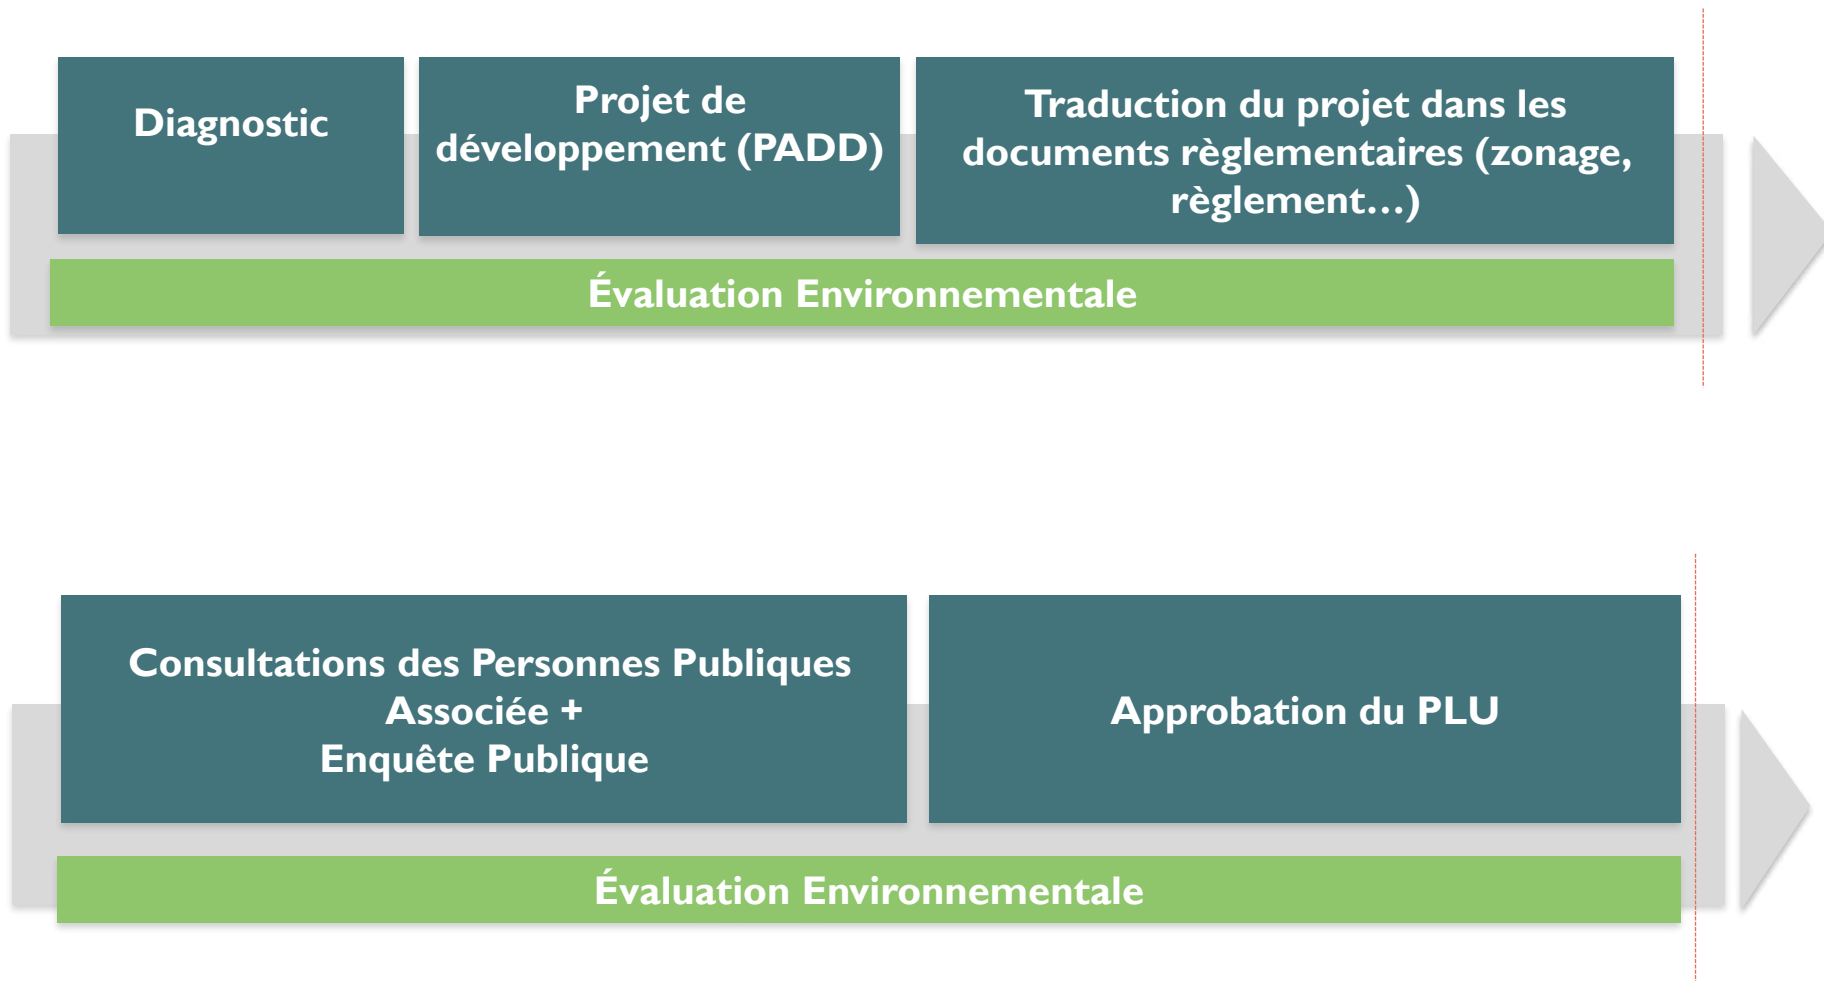 Diagnostic
Projet de
développement (PADD)
Traduction du projet dans les
documents règlementaires (zonage,
règlement…)
Évaluation Environnementale
Consultations des Personnes Publiques
Associée +
Enquête Publique
Approbation du PLU
Évaluation Environnementale